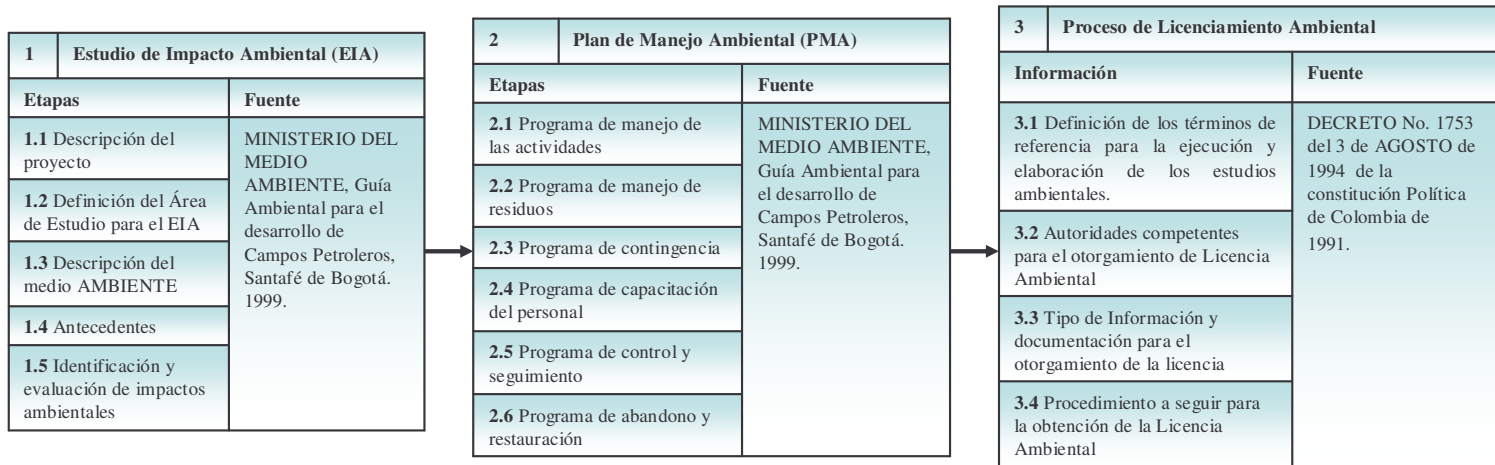 1 Estudio de Impacto Ambiental (EIA)
Etapas
Fuente
1.1 Descripción del
proyecto
1.2 Definición del Área
de Estudio para el EIA
1.3 Descripción del
medio AMBIENTE
1.4 Antecedentes
1.5 Identificación y
evaluación de impactos
ambientales
MINISTERIO DEL
MEDIO
AMBIENTE, Guía
Ambiental para el
desarrollo de
Campos Petroleros,
Santafé de Bogotá.
1999.
2 Plan de Manejo Ambiental (PMA)
Etapas
Fuente
2.1 Programa de manejo de
las actividades
2.2 Programa de manejo de
residuos
2.3 Programa de contingencia
2.4 Programa de capacitación
del personal
2.5 Programa de control y
seguimiento
2.6 Programa de abandono y
restauración
MINISTERIO DEL
MEDIO AMBIENTE,
Guía Ambiental para
el desarrollo de
Campos Petroleros,
Santafé de Bogotá.
1999.
3 Proceso de Licenciamiento Ambiental
Información
Fuente
3.1 Definición de los términos de
referencia para la ejecución y
elaboración de los estudios
ambientales.
3.2 Autoridades competentes
para el otorgamiento de Licencia
Ambiental
3.3 Tipo de Información y
documentación para el
otorgamiento de la licencia
3.4 Procedimiento a seguir para
la obtención de la Licencia
Ambiental
DECRETO No. 1753
del 3 de AGOSTO de
1994 de la
constitución Política
de Colombia de
1991.